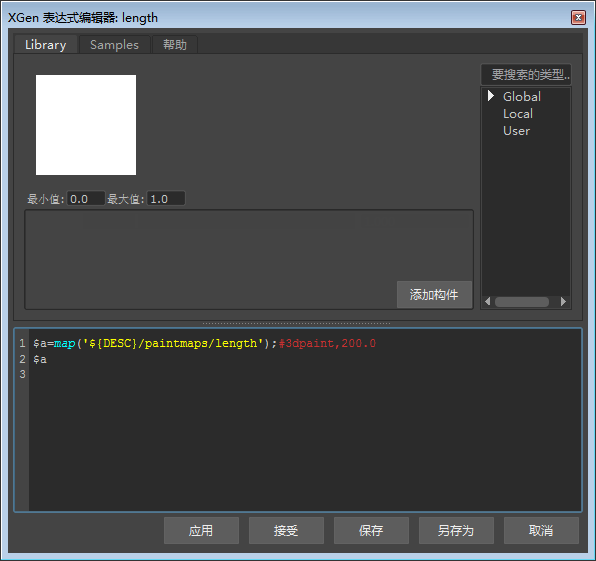 XGen 表达式编辑器: length
Library
Samples
帮助
要搜索的类型..
Global
Local
User
最小值: 0.0 最大值: 1.0
添加构件
1 $a=map('${DESC}/paintmaps/length');#3dpaint,200.0
2 $a
3
应用
接受
保存
另存为
取消